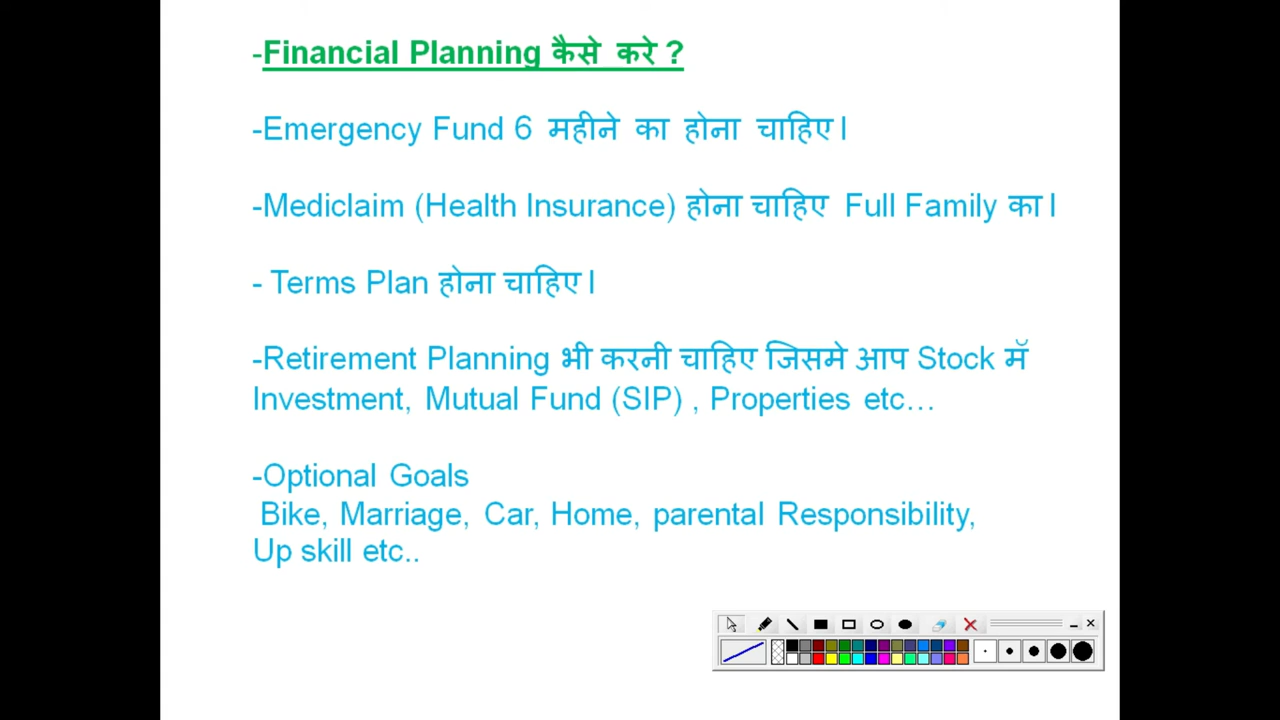 -Financial Planning कैसे करे ?
-Emergency Fund 6 महीने का होना चाहिए।
-Mediclaim (Health Insurance) होना चाहिए Full Family का।
- Terms Plan होना चाहिए।
-Retirement Planning भी करनी चाहिए जिसमे आप Stock मॅ
Investment, Mutual Fund (SIP) , Properties etc…
-Optional Goals
Bike, Marriage, Car, Home, parental Responsibility,
Up skill etc..